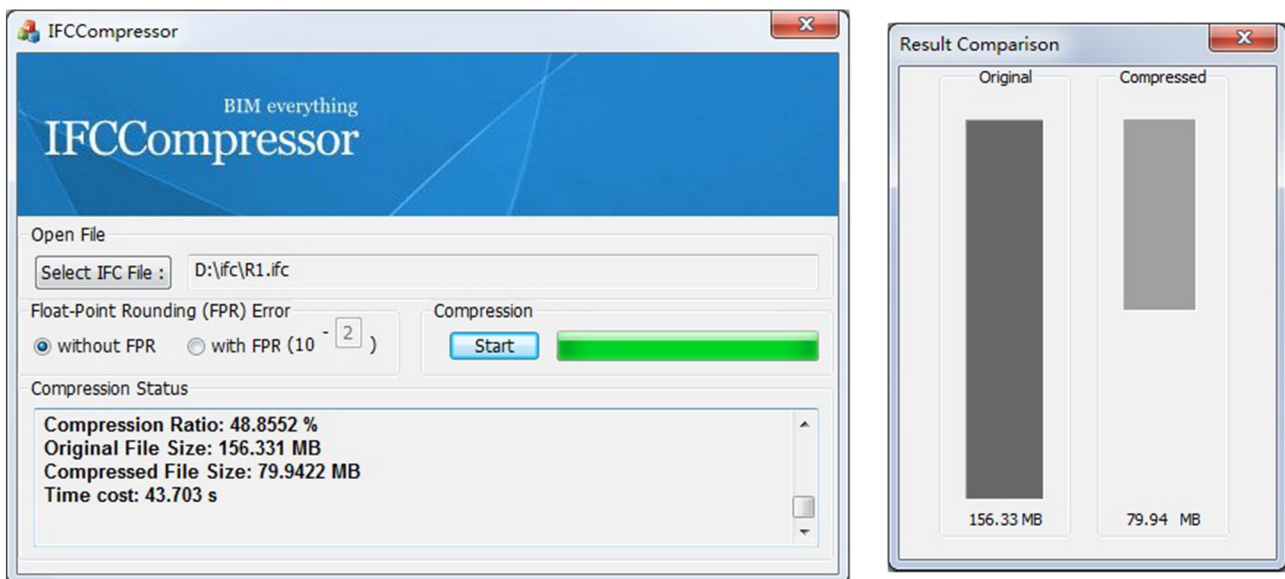 IFCCompressor
BIM everything
IFCCompressor
Open File
Select IFC File :
D:\ifc\R1.ifc
Float-Point Rounding (FPR) Error
without FPR
with FPR (10 - 2 )
Compression
Start
Compression Status
Compression Ratio: 48.8552 %
Original File Size: 156.331 MB
Compressed File Size: 79.9422 MB
Time cost: 43.703 s
Result Comparison
Original
Compressed
156.33 MB
79.94 MB